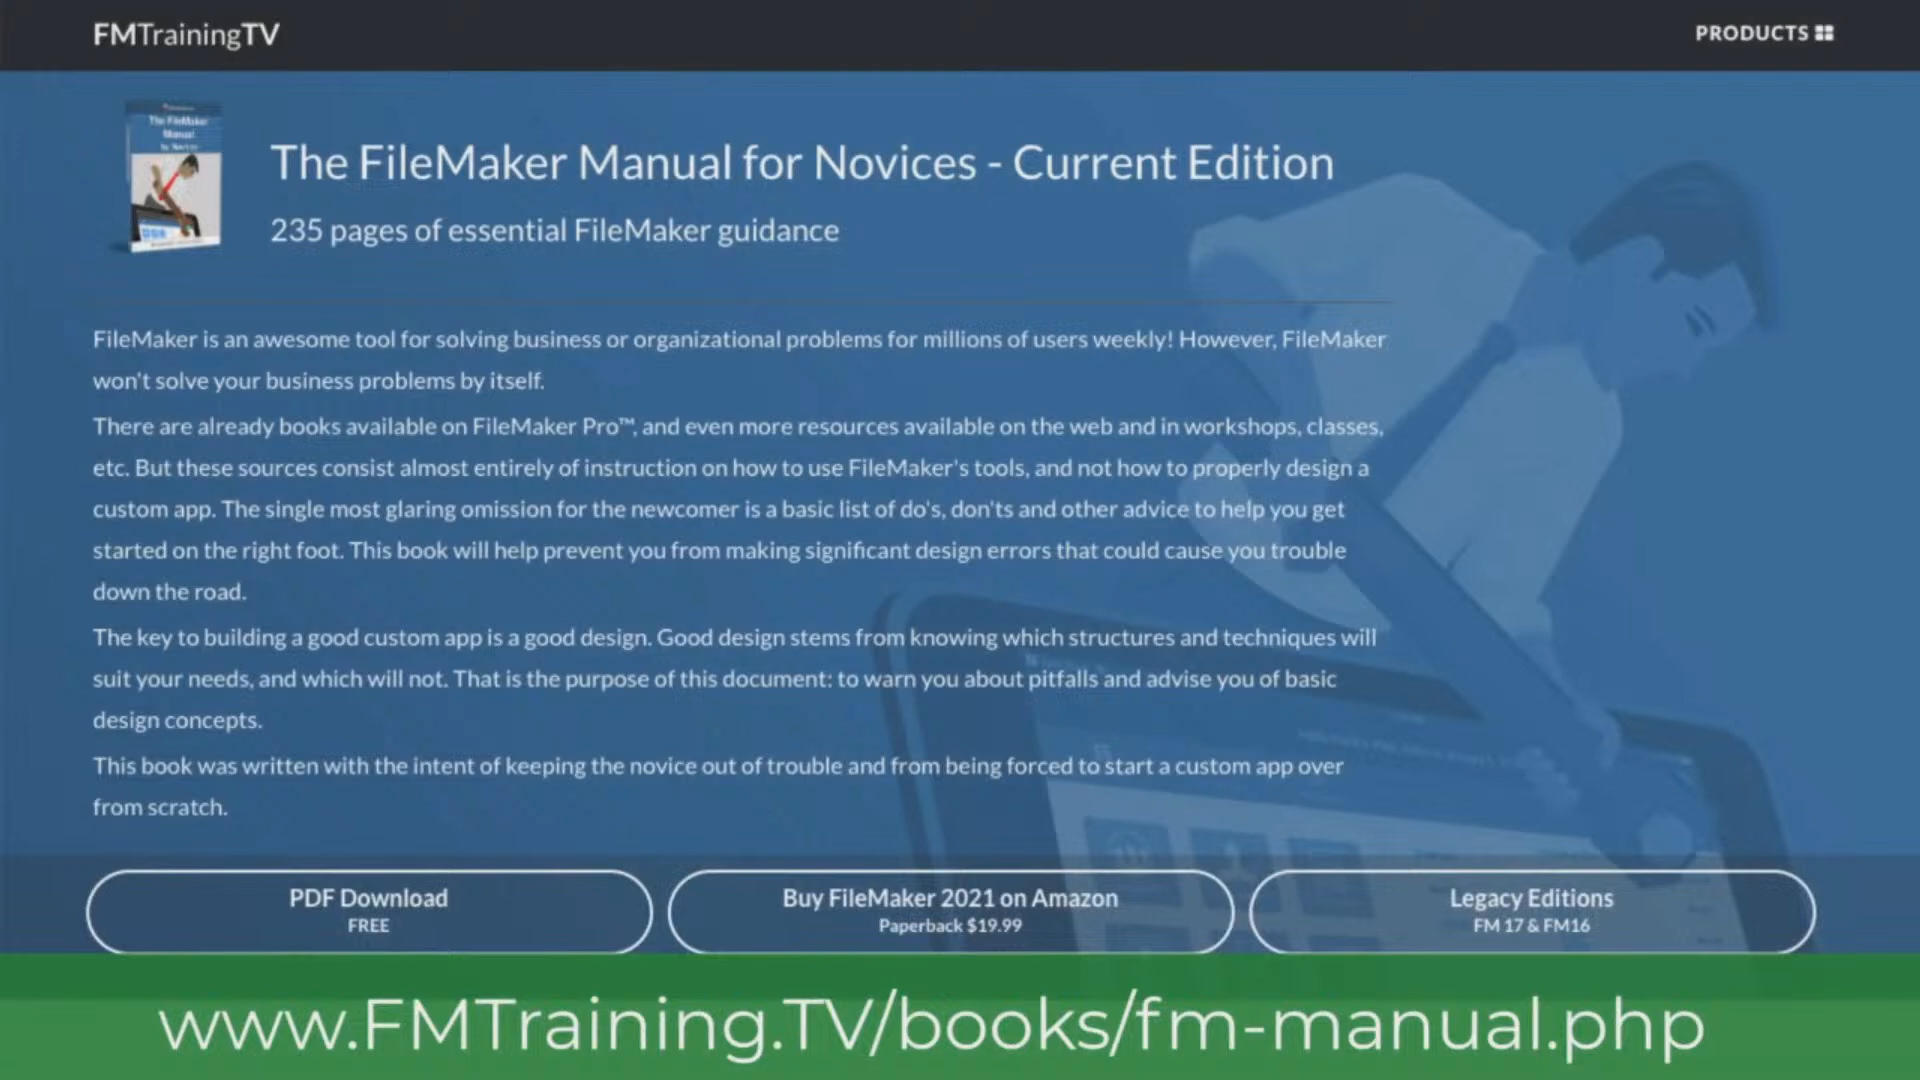 FMTrainingTV
PRODUCTS
The FileMaker
Manual
for Novices
The FileMaker Manual for Novices - Current Edition
235 pages of essential FileMaker guidance
FileMaker is an awesome tool for solving business or organizational problems for millions of users weekly! However, FileMaker
won't solve your business problems by itself.
There are already books available on FileMaker Pro™, and even more resources available on the web and in workshops, classes,
etc. But these sources consist almost entirely of instruction on how to use FileMaker's tools, and not how to properly design a
custom app. The single most glaring omission for the newcomer is a basic list of do's, don'ts and other advice to help you get
started on the right foot. This book will help prevent you from making significant design errors that could cause you trouble
down the road.
The key to building a good custom app is a good design. Good design stems from knowing which structures and techniques will
suit your needs, and which will not. That is the purpose of this document: to warn you about pitfalls and advise you of basic
design concepts.
This book was written with the intent of keeping the novice out of trouble and from being forced to start a custom app over
from scratch.
PDF Download
FREE
Buy FileMaker 2021 on Amazon
Paperback $19.99
Legacy Editions
FM 17 & FM16
www.FMTraining.TV/books/fm-manual.php